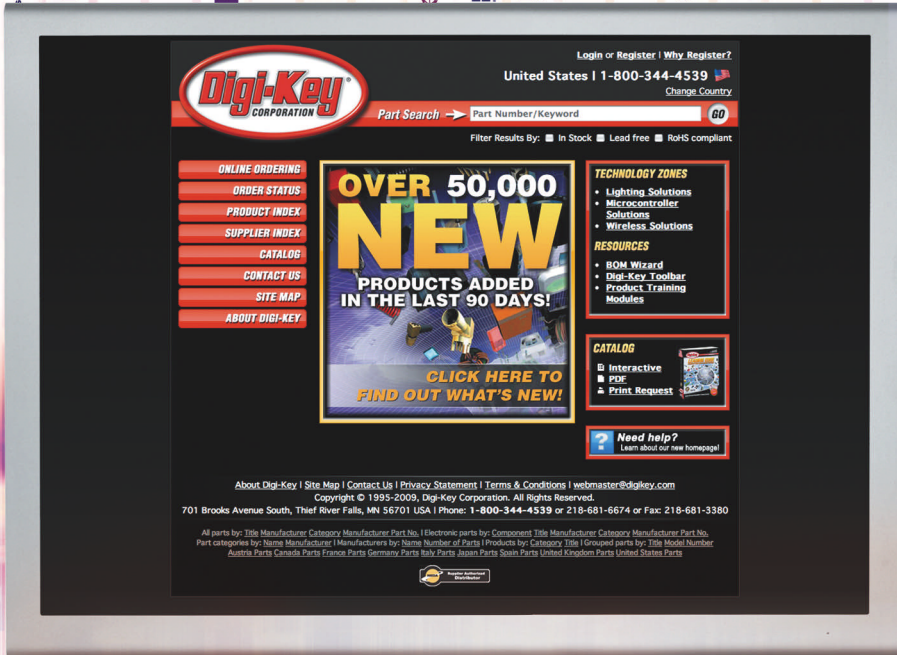 Login or Register | Why Register?
Digi-Key®
CORPORATION
United States | 1-800-344-4539
Change Country
Part Search
Part Number/Keyword
GO
Filter Results By: In Stock Lead free RoHS compliant
ONLINE ORDERING
ORDER STATUS
PRODUCT INDEX
SUPPLIER INDEX
CATALOG
CONTACT US
SITE MAP
ABOUT DIGI-KEY
OVER 50,000
NEW
PRODUCTS ADDED
IN THE LAST 90 DAYS!
CLICK HERE TO
FIND OUT WHAT'S NEW!
TECHNOLOGY ZONES
Lighting Solutions
Microcontroller
Solutions
Wireless Solutions
RESOURCES
BOM Wizard
Digi-Key Toolbar
Product Training
Modules
CATALOG
Interactive
PDF
Print Request
Need help?
Learn about our new homepage!
About Digi-Key | Site Map | Contact Us | Privacy Statement | Terms & Conditions | webmaster@digikey.com
Copyright © 1995-2009, Digi-Key Corporation. All Rights Reserved.
701 Brooks Avenue South, Thief River Falls, MN 56701 USA | Phone: 1-800-344-4539 or 218-681-6674 or Fax: 218-681-3380
All parts by: Title Manufacturer Category Manufacturer Part No. | Electronic parts by: Component Title Manufacturer Category Manufacturer Part No.
Part categories by: Name Manufacturer | Manufacturers by: Name Number of Parts | Products by: Category Title | Grouped parts by: Title Model Number
Austria Parts Canada Parts France Parts Germany Parts Italy Parts Japan Parts Spain Parts United Kingdom Parts United States Parts
Supplier Authorized
Distributor